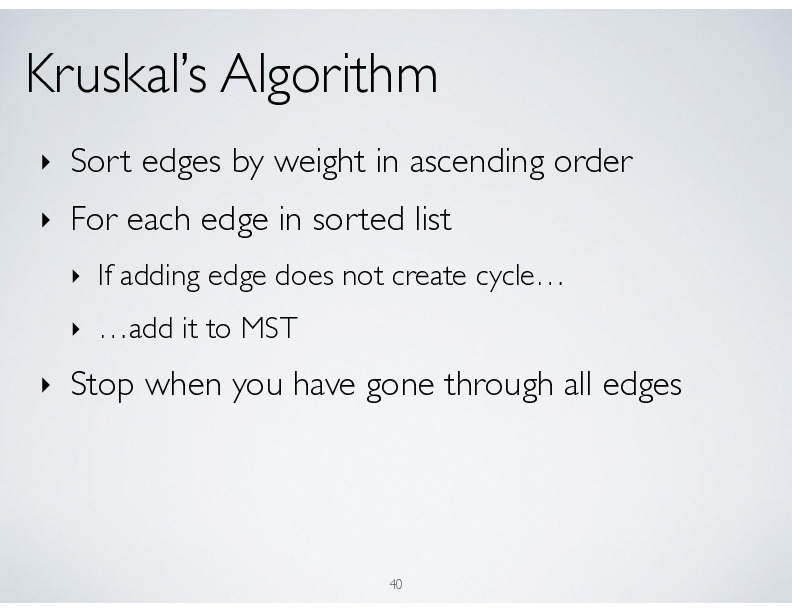 Kruskal’s Algorithm
‣ Sort edges by weight in ascending order
‣ For each edge in sorted list
‣ If adding edge does not create cycle…
‣ …add it to MST
‣ Stop when you have gone through all edges
40